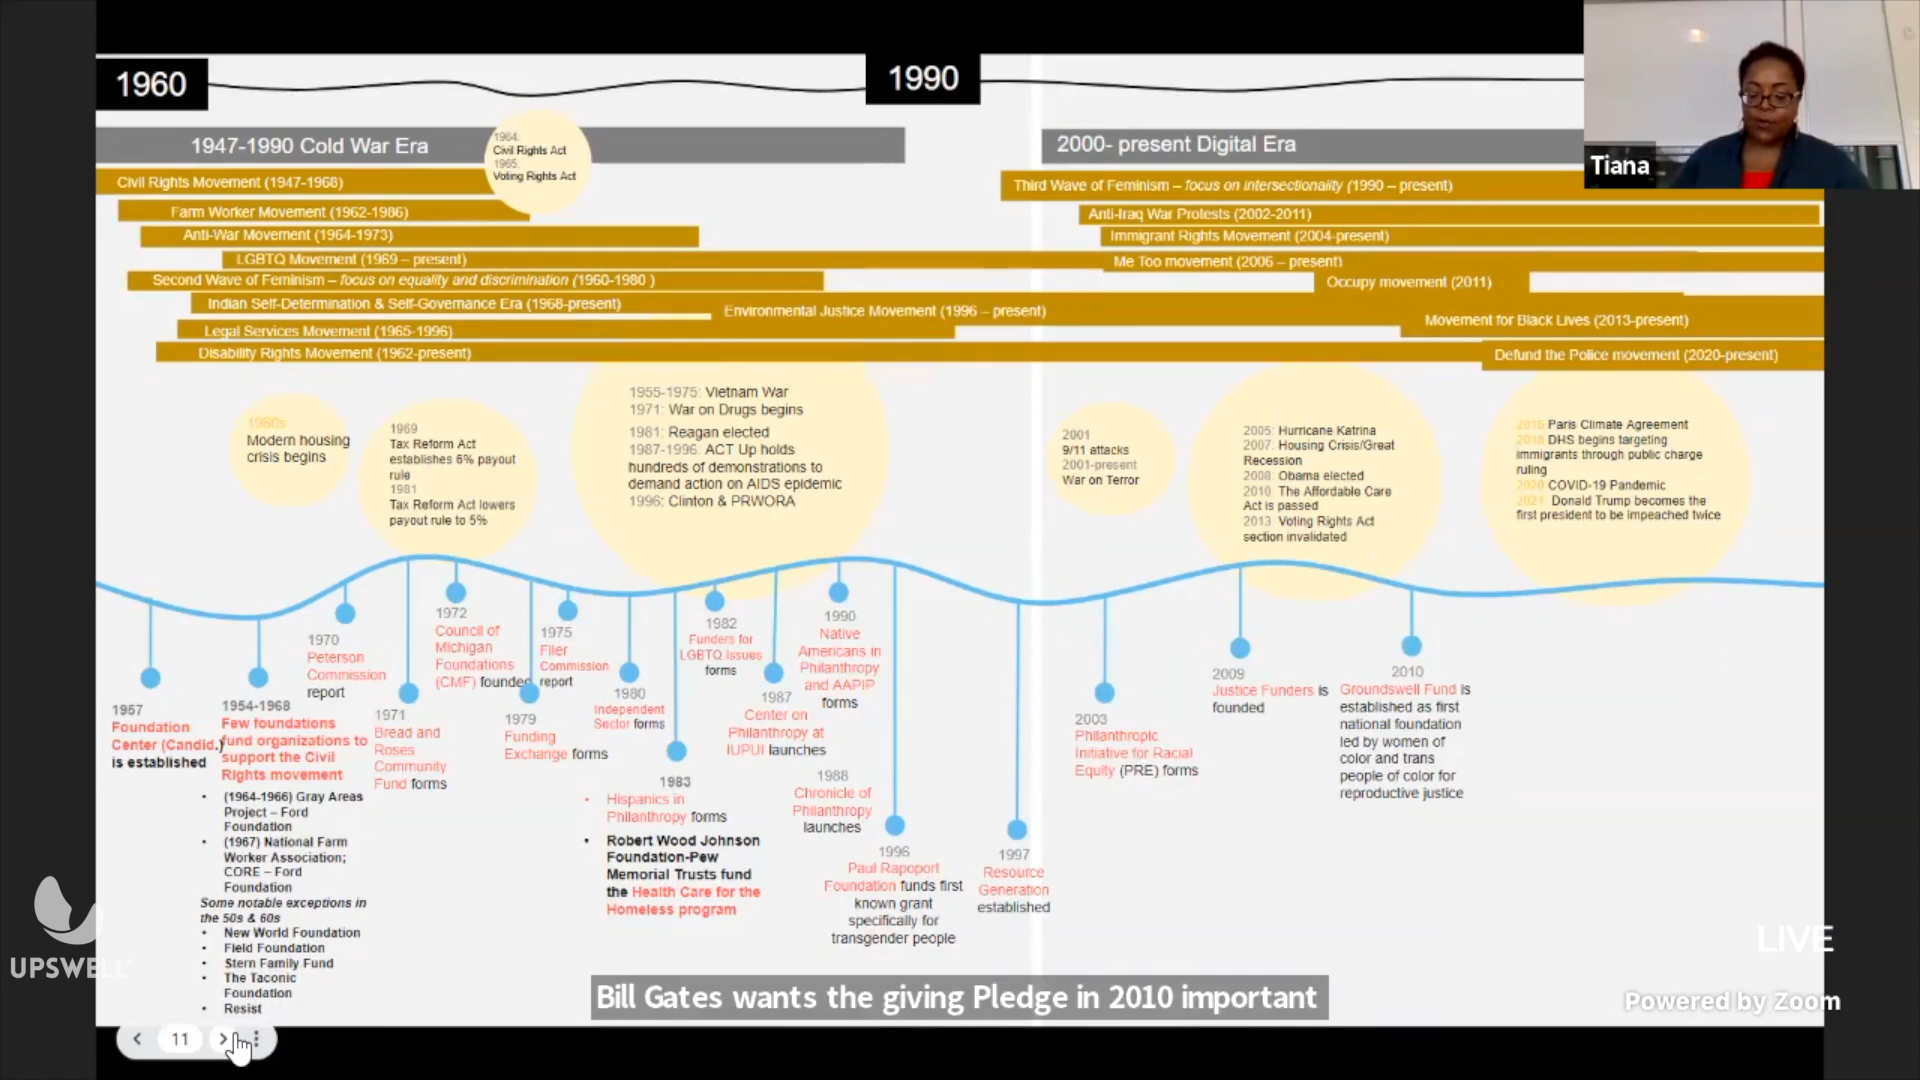 1960
1990
1947-1990 Cold War Era
2000- present Digital Era
1964:
Civil Rights Act
1965:
Voting Rights Act
Tiana
Civil Rights Movement (1947-1968)
Farm Worker Movement (1962-1986)
Anti-War Movement (1964-1973)
LGBTQ Movement (1969 – present)
Second Wave of Feminism – focus on equality and discrimination (1960-1980 )
Indian Self-Determination & Self-Governance Era (1968-present)
Legal Services Movement (1965-1996)
Disability Rights Movement (1962-present)
Environmental Justice Movement (1996 – present)
Third Wave of Feminism – focus on intersectionality (1990 – present)
Anti-Iraq War Protests (2002-2011)
Immigrant Rights Movement (2004-present)
Me Too movement (2006 – present)
Occupy movement (2011)
Movement for Black Lives (2013-present)
Defund the Police movement (2020-present)
1960s
Modern housing
crisis begins
1969
Tax Reform Act
establishes 6% payout
rule
1981
Tax Reform Act lowers
payout rule to 5%
1955-1975: Vietnam War
1971: War on Drugs begins
1981: Reagan elected
1987-1996: ACT Up holds
hundreds of demonstrations to
demand action on AIDS epidemic
1996: Clinton & PRWORA
2001
9/11 attacks
2001-present
War on Terror
2005: Hurricane Katrina
2007: Housing Crisis/Great
Recession
2008: Obama elected
2010: The Affordable Care
Act is passed
2013: Voting Rights Act
section invalidated
Paris Climate Agreement
DHS begins targeting
immigrants through public charge
ruling
2020 COVID-19 Pandemic
2021: Donald Trump becomes the
first president to be impeached twice
1957
Foundation
Center (Candid.)
is established
1954-1968
Few foundations
fund organizations to
support the Civil
Rights movement
• (1964-1966) Gray Areas
Project – Ford
Foundation
• (1967) National Farm
Worker Association;
CORE – Ford
Foundation
Some notable exceptions in
the 50s & 60s
• New World Foundation
• Field Foundation
• Stern Family Fund
• The Taconic
Foundation
• Resist
1970
Peterson
Commission
report
1971
Bread and
Roses
Community
Fund forms
1972
Council of
Michigan
Foundations
(CMF) founded
1975
Filer
Commission
report
1979
Funding
Exchange forms
1980
Independent
Sector forms
1982
Funders for
LGBTQ Issues
forms
1983
• Hispanics in
Philanthropy forms
• Robert Wood Johnson
Foundation-Pew
Memorial Trusts fund
the Health Care for the
Homeless program
1987
Center on
Philanthropy at
IUPUI launches
1988
Chronicle of
Philanthropy
launches
1990
Native
Americans in
Philanthropy
and AAPIP
forms
1996
Paul Rapoport
Foundation funds first
known grant
specifically for
transgender people
1997
Resource
Generation
established
2003
Philanthropic
Initiative for Racial
Equity (PRE) forms
2009
Justice Funders is
founded
2010
Groundswell Fund is
established as first
national foundation
led by women of
color and trans
people of color for
reproductive justice
UPSWELL
LIVE
Powered by Zoom
Bill Gates wants the giving Pledge in 2010 important
11